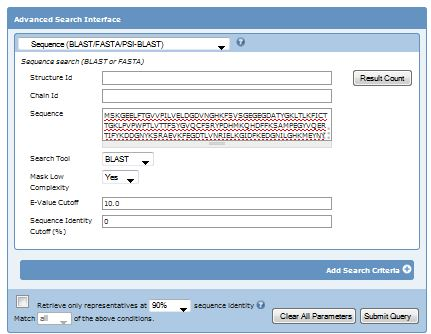 Advanced Search Interface
Sequence (BLAST/FASTA/PSI-BLAST)
Sequence search (BLAST or FASTA)
Structure Id
Result Count
Chain Id
Sequence
MSKGEELFTGVVPILVELDGDVNGHKFSVSGEGEGDATYGKLTLKFICT
TGKLPVPWPTLVTTFSYGVQCFSRYPDHMKQHDFFKSAMPEGYVQER
TIFYKDDGNYKSRAEVKFEGDTLVNRIELKGIDFKEDGNILGHKMEYNY
Search Tool
BLAST
Mask Low
Complexity
Yes
E-Value Cutoff
10.0
Sequence Identity
Cutoff (%)
0
Add Search Criteria
Retrieve only representatives at 90% sequence identity
Match all of the above conditions.
Clear All Parameters
Submit Query